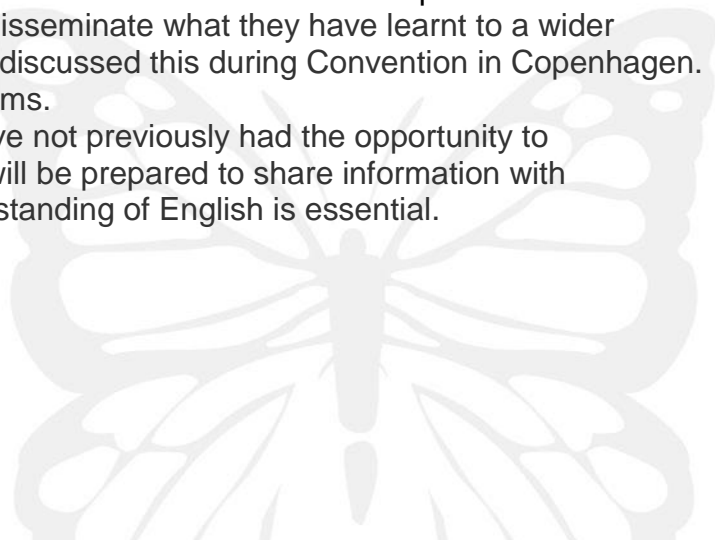 isseminate what they have learnt to a wider
discussed this during Convention in Copenhagen.
ms.
ve not previously had the opportunity to
will be prepared to share information with
standing of English is essential.